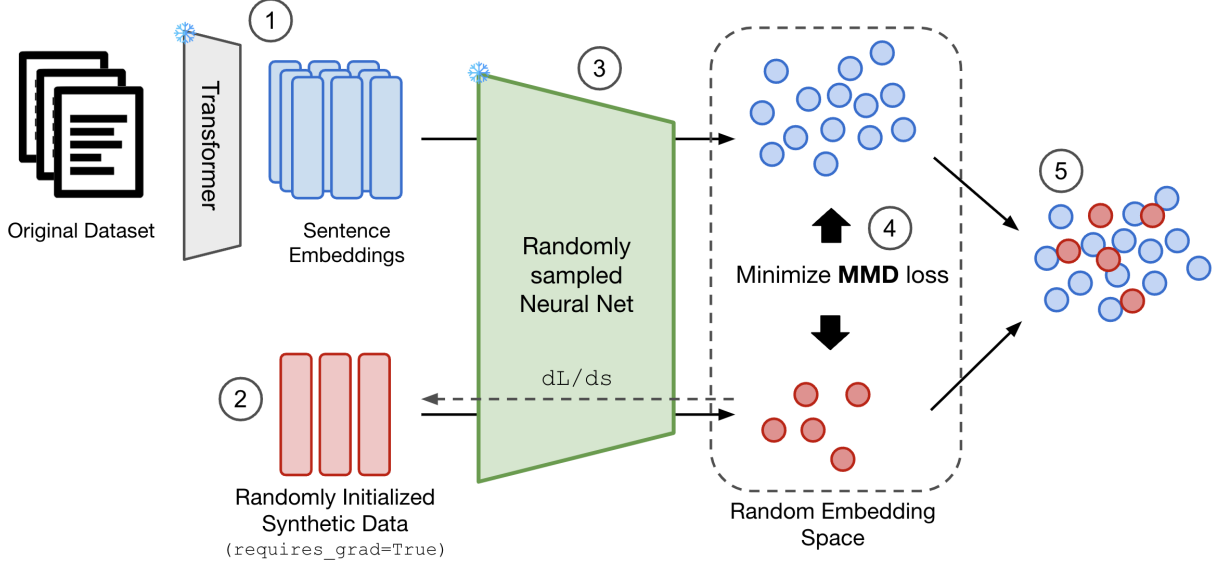 1
Transformer
Original Dataset
Sentence
Embeddings
2
Randomly Initialized
Synthetic Data
(requires_grad=True)
3
Randomly
sampled
Neural Net
dL/ds
4
Minimize MMD loss
Random Embedding
Space
5